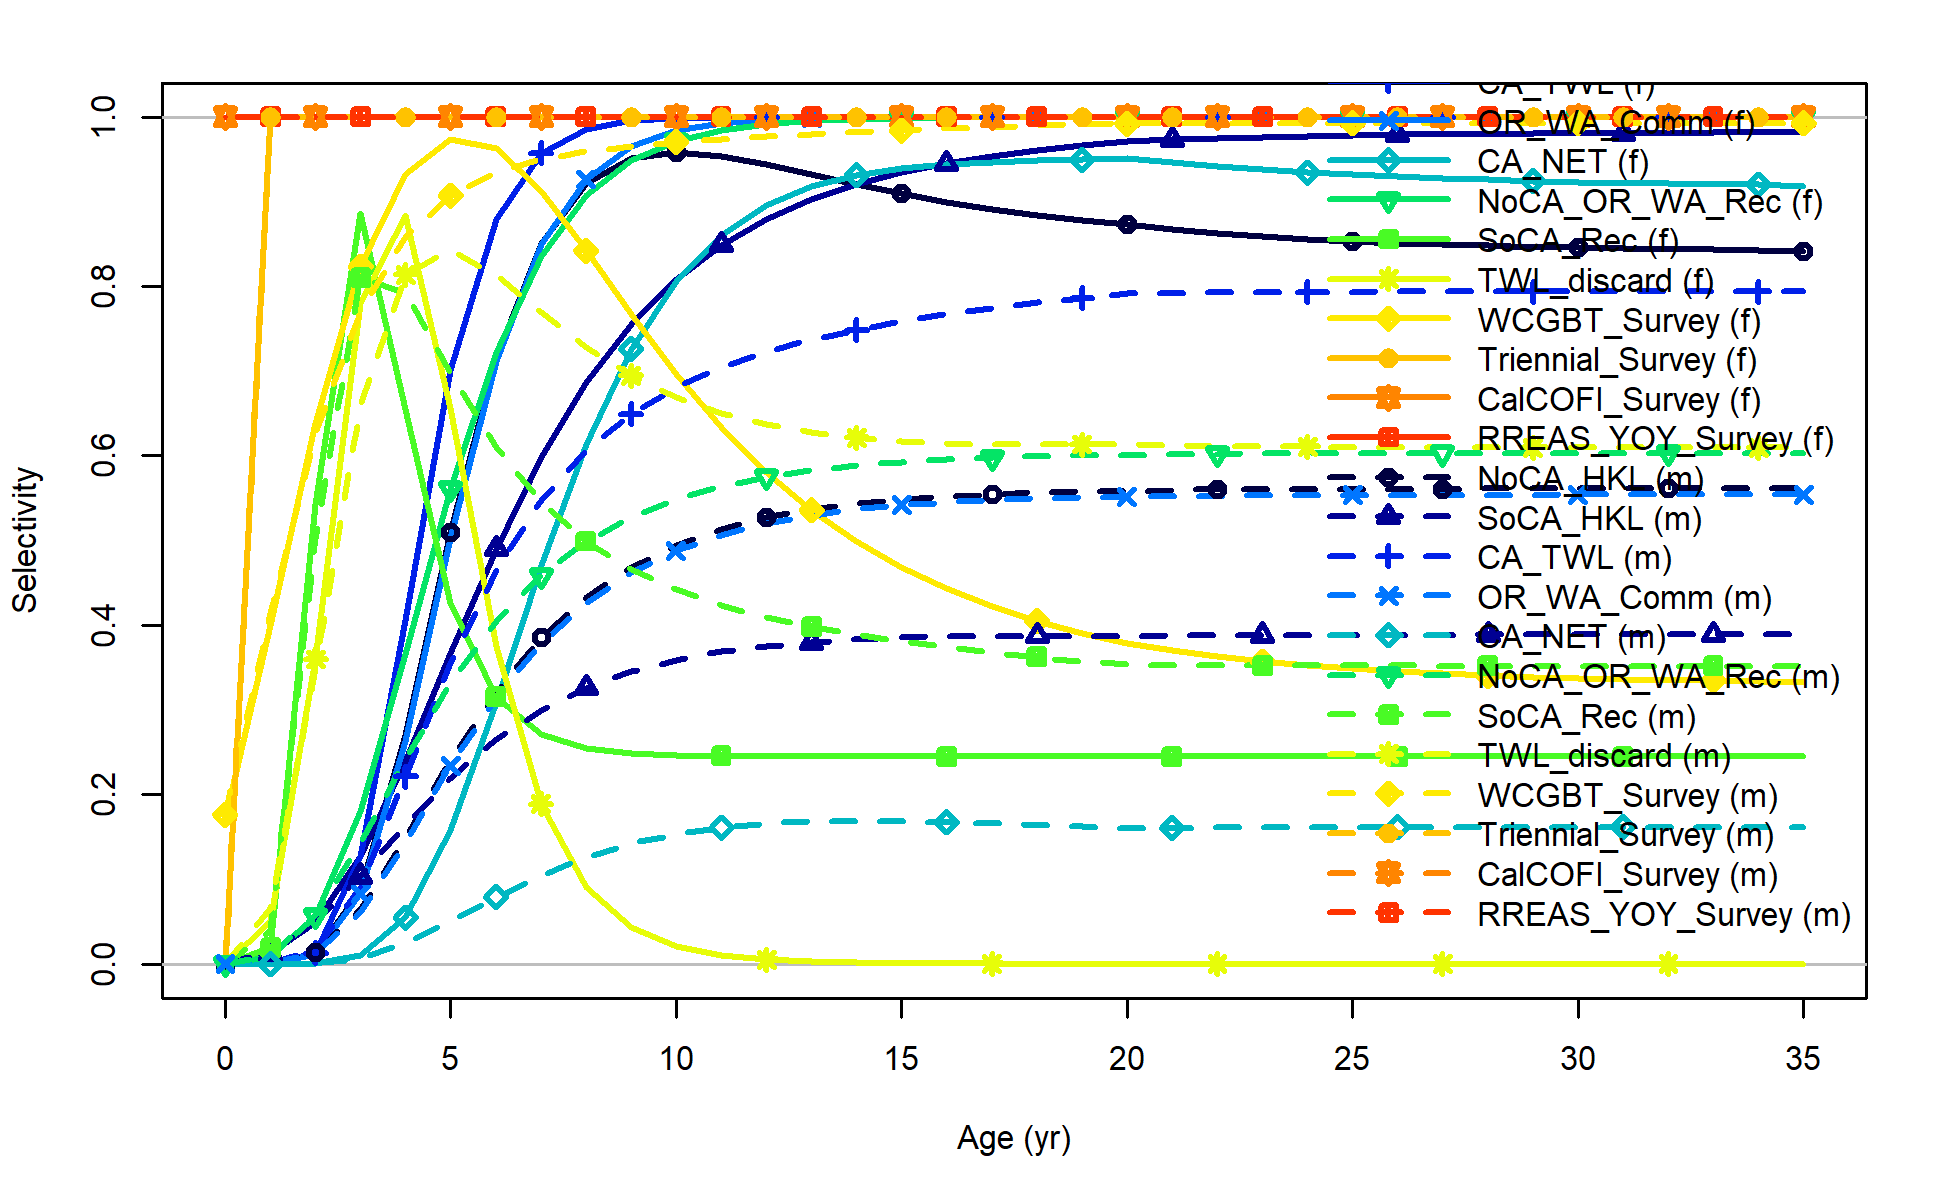 CA_TWL (f)
OR_WA_Comm (f)
CA_NET (f)
NoCA_OR_WA_Rec (f)
SoCA_Rec (f)
TWL_discard (f)
WCGBT_Survey (f)
Triennial_Survey (f)
CalCOFI_Survey (f)
RREAS_YOY_Survey (f)
NoCA_HKL (m)
SoCA_HKL (m)
CA_TWL (m)
OR_WA_Comm (m)
CA_NET (m)
NoCA_OR_WA_Rec (m)
SoCA_Rec (m)
TWL_discard (m)
WCGBT_Survey (m)
Triennial_Survey (m)
CalCOFI_Survey (m)
RREAS_YOY_Survey (m)
1.0
0.8
0.6
0.4
0.2
0.0
Selectivity
0 5 10 15 20 25 30 35
Age (yr)